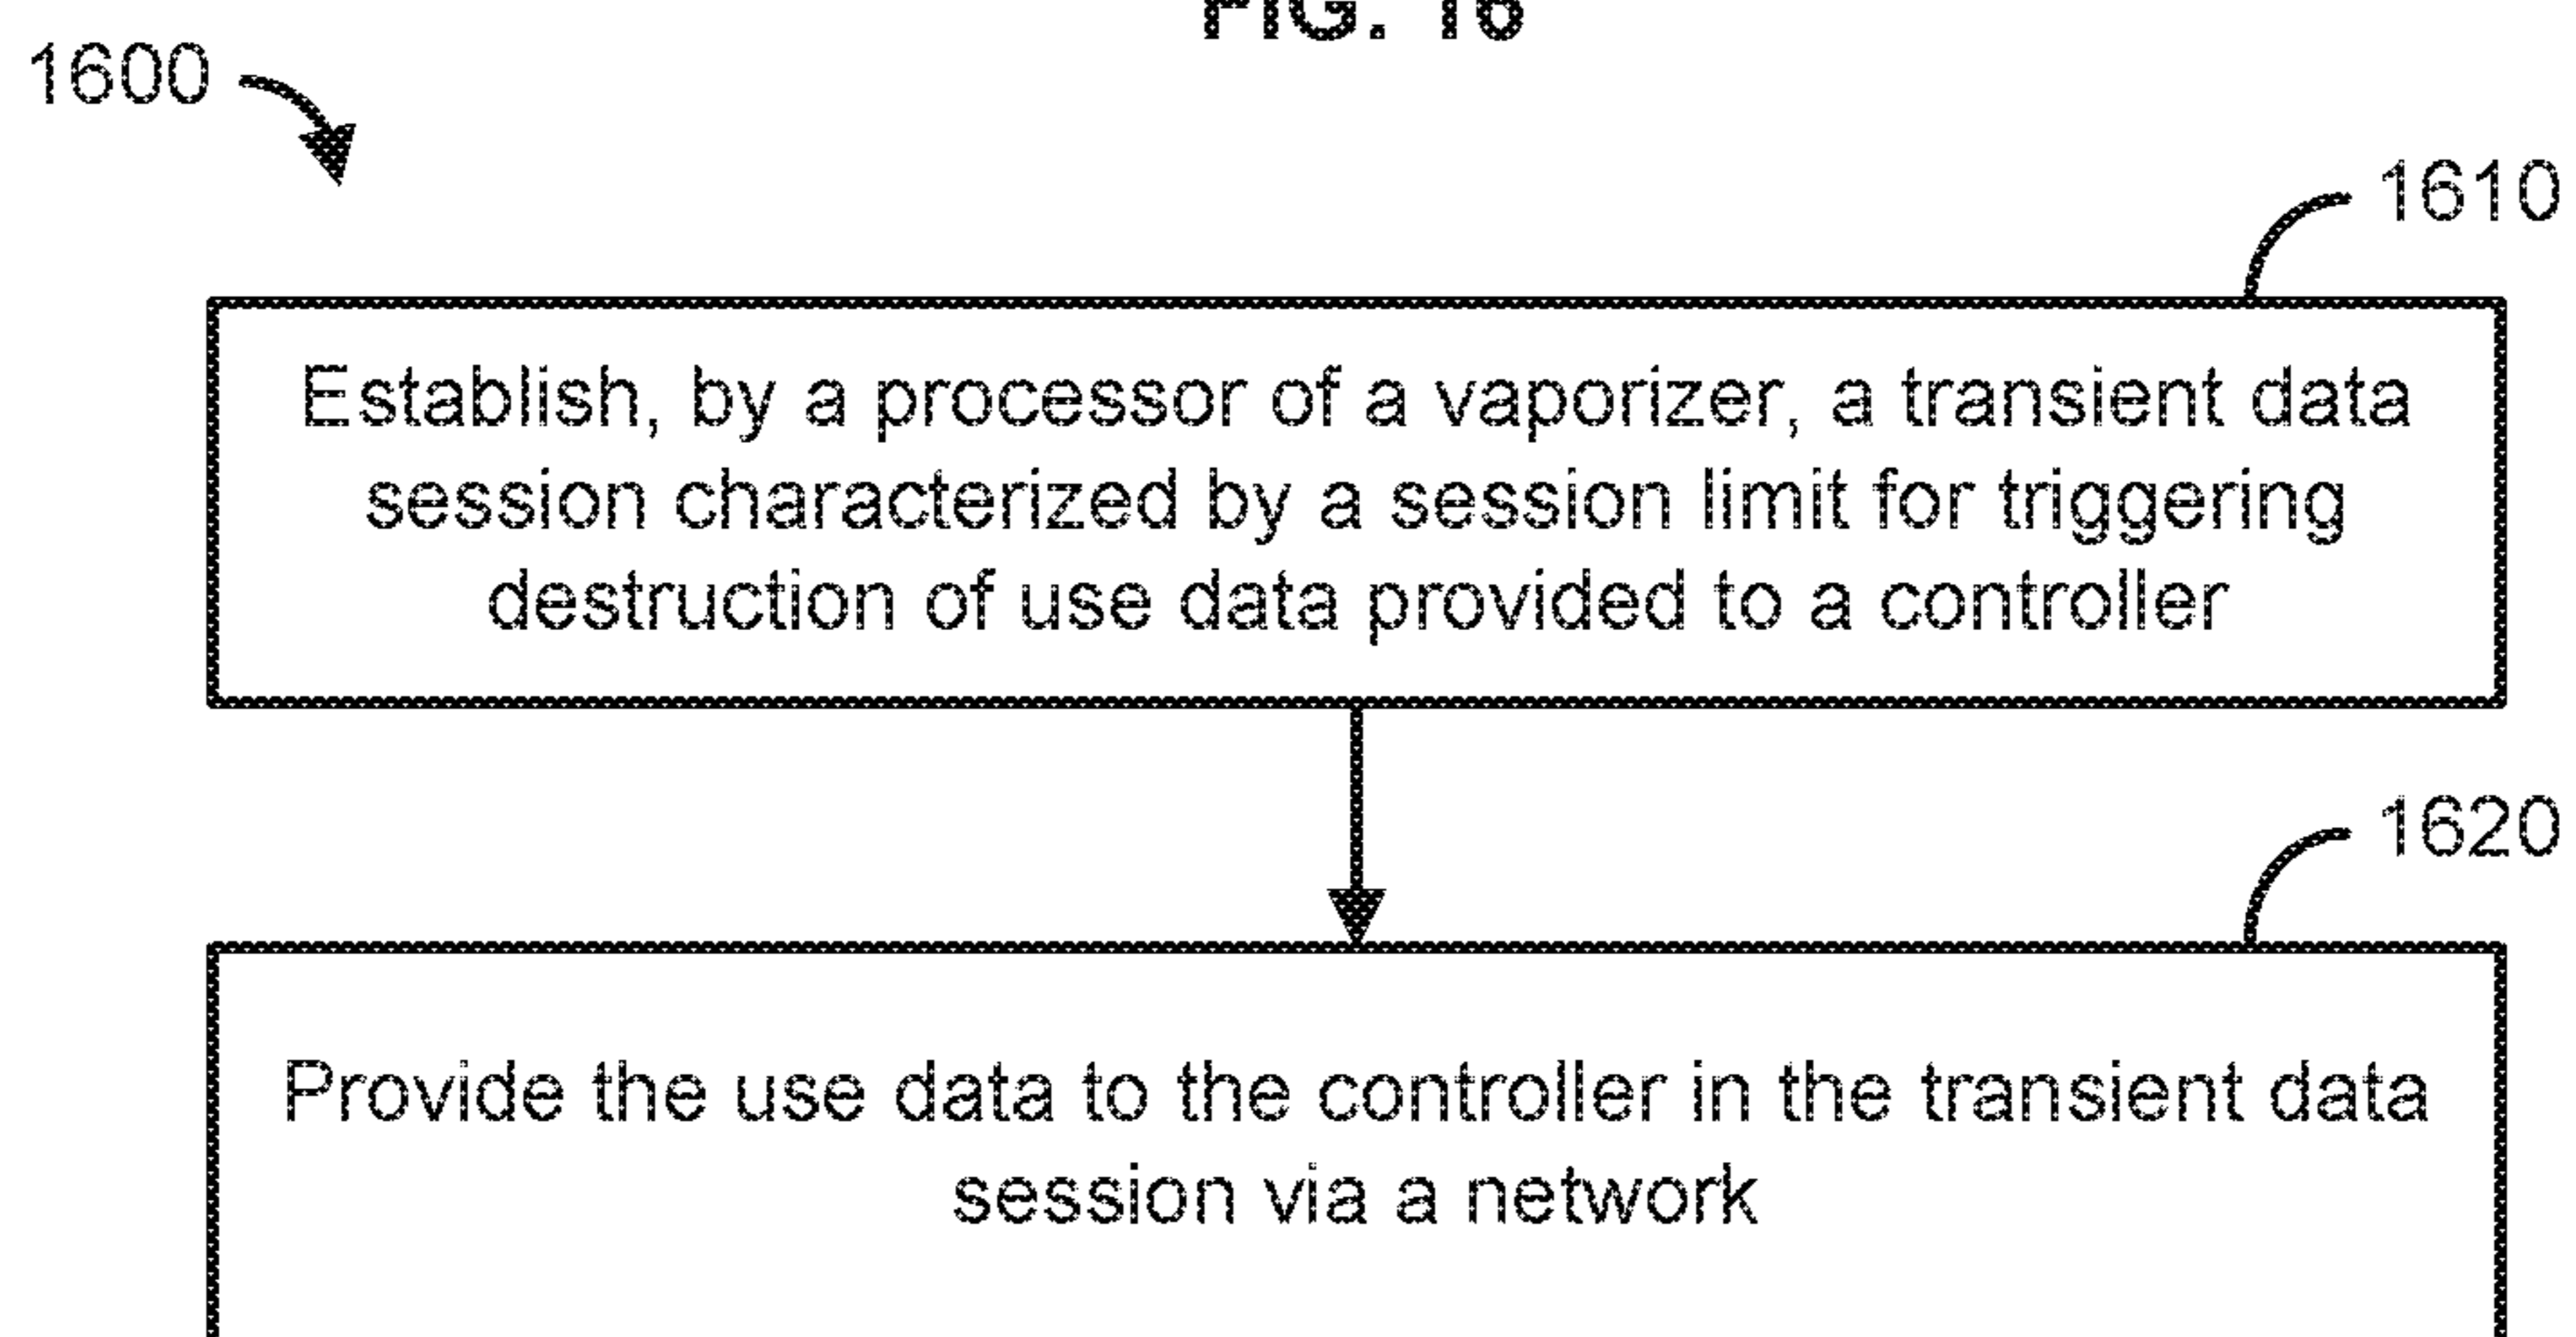 FIG. 16
1600
1610
Establish, by a processor of a vaporizer, a transient data
session characterized by a session limit for triggering
destruction of use data provided to a controller
1620
Provide the use data to the controller in the transient data
session via a network